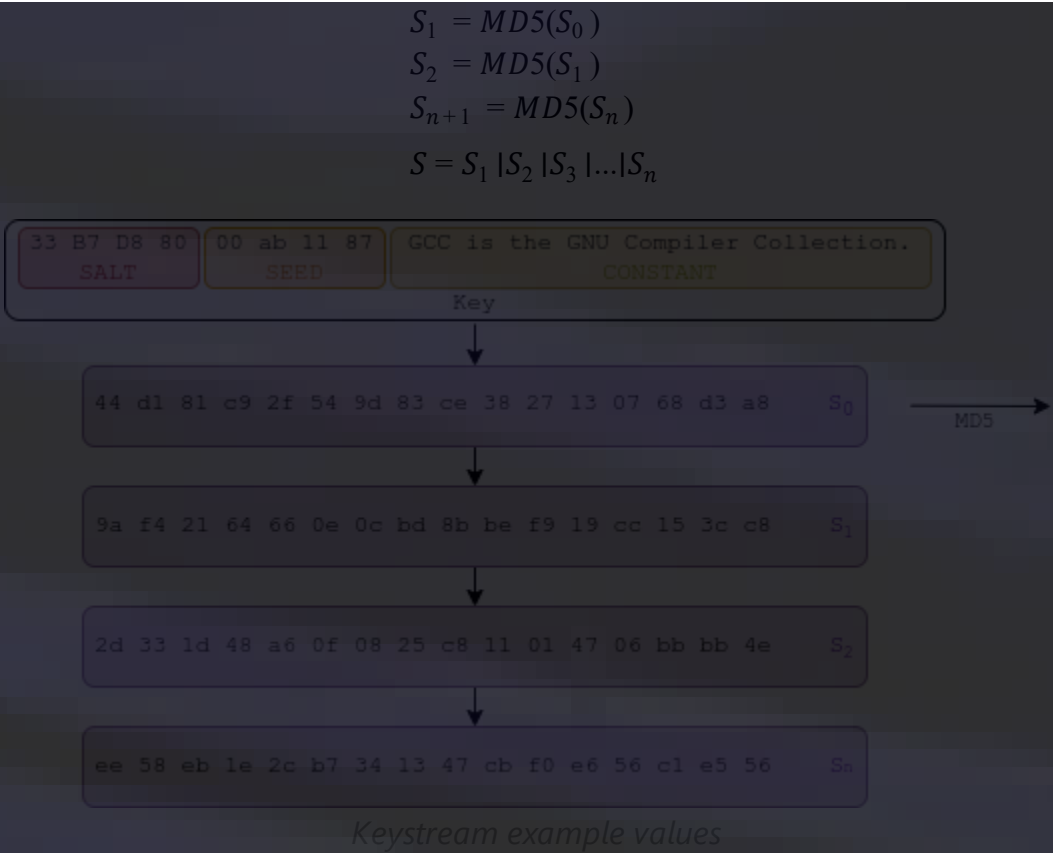 S₁ = MD5(S₀)
S₂ = MD5(S₁)
Sₙ₊₁ = MD5(Sₙ)
S = S₁|S₂|S₃|...|Sₙ
33 B7 D8 80 00 ab 11 87 GCC is the GNU Compiler Collection.
SALT SEED CONSTANT
Key
44 d1 81 c9 2f 54 9d 83 ce 38 27 13 07 68 d3 a8 S₀
MD5
9a f4 21 64 66 0e 0c bd 8b be f9 19 cc 15 3c c8 S₁
2d 33 1d 48 a6 0f 08 25 c8 11 01 47 06 bb bb 4e S₂
ee 58 eb 1e 2c b7 34 13 47 cb f0 e6 56 c1 e5 56 Sₙ
Keystream example values